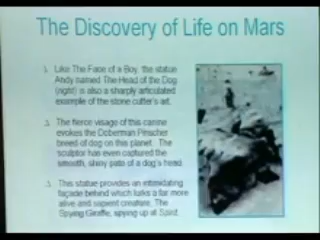 The Discovery of Life on Mars
1. Like The Face of a Boy, the statue
Andy named The Head of the Dog
(right) is also a sharply articulated
example of the stone cutter's art.
2. The fierce visage of this canine
evokes the Doberman Pinscher
breed of dog on this planet. The
sculptor has even captured the
smooth, shiny pate of a dog's head.
3. This statue provides an intimidating
façade behind which lurks a far more
alive and sapient creature, The
Spying Giraffe, spying up at Spirit.